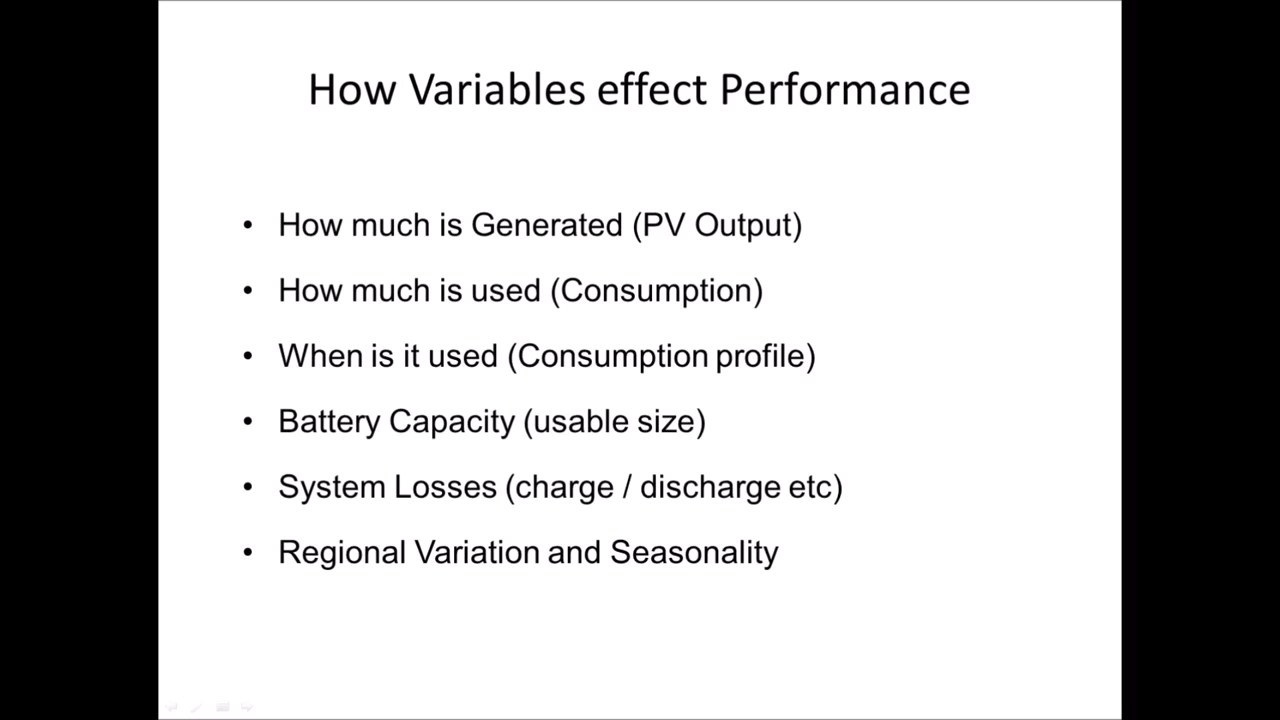 How Variables effect Performance
• How much is Generated (PV Output)
• How much is used (Consumption)
• When is it used (Consumption profile)
• Battery Capacity (usable size)
• System Losses (charge / discharge etc)
• Regional Variation and Seasonality